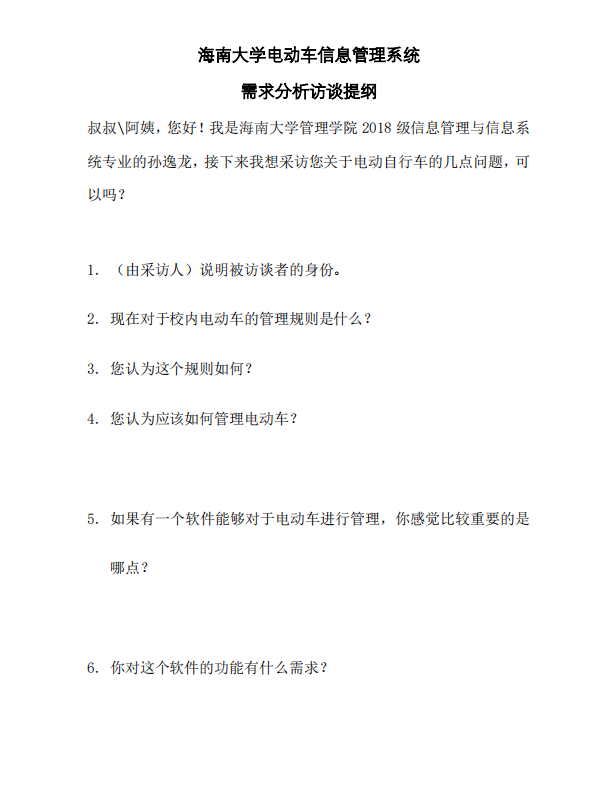 海南大学电动车信息管理系统
需求分析访谈提纲
叔叔\阿姨，您好！我是海南大学管理学院 2018 级信息管理与信息系
统专业的孙逸龙，接下来我想采访您关于电动自行车的几点问题，可
以吗？
1. （由采访人）说明被访谈者的身份。
2. 现在对于校内电动车的管理规则是什么？
3. 您认为这个规则如何？
4. 您认为应该如何管理电动车？
5. 如果有一个软件能够对于电动车进行管理，你感觉比较重要的是
哪点？
6. 你对这个软件的功能有什么需求？